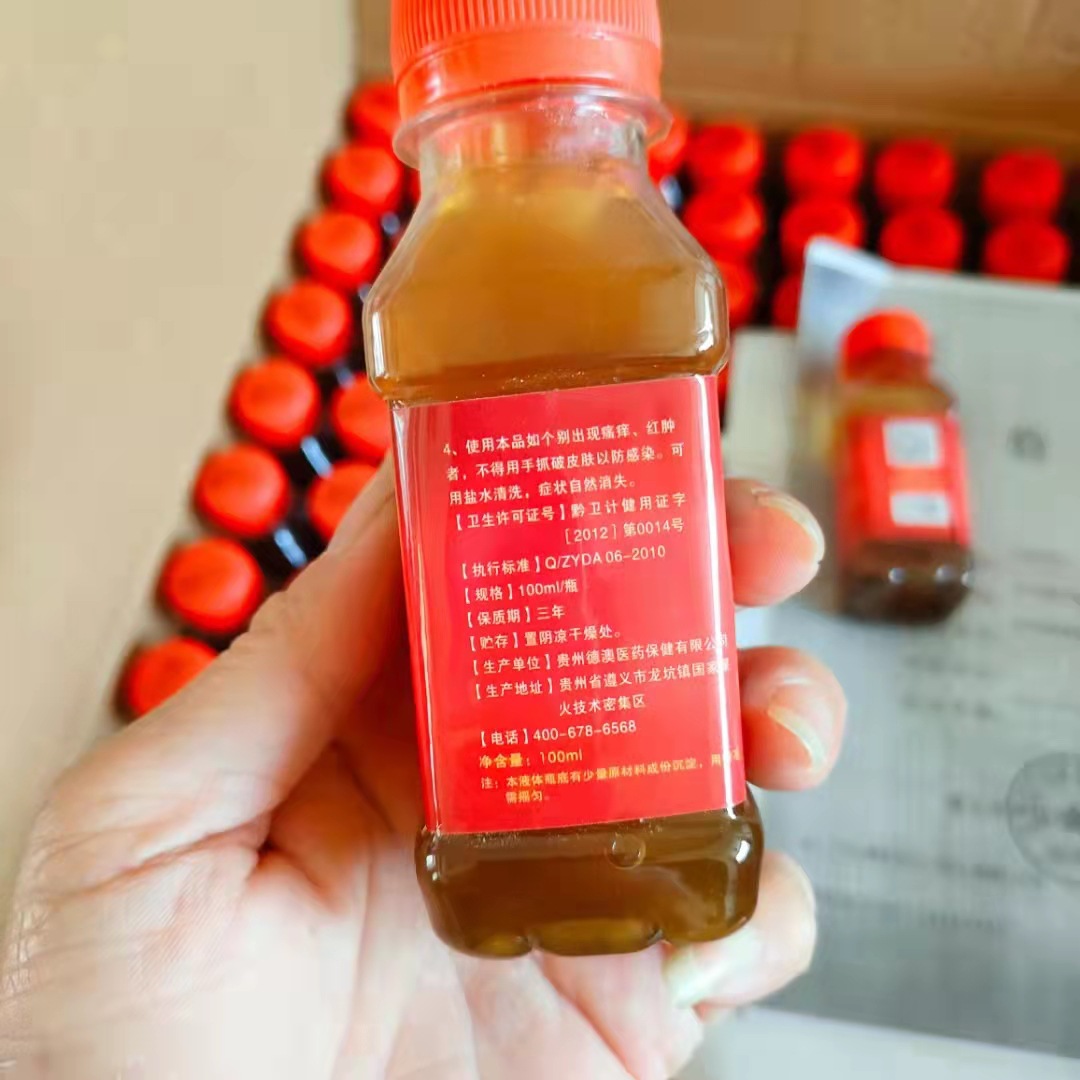 4、使用本品如个别出现瘙痒、红肿
者，不得用手抓破皮肤以防感染。可
用盐水清洗，症状自然消失。
【卫生许可证号】黔卫计健用证字
[2012]第0014号
【执行标准】Q/ZYDA 06-2010
【规格】100ml/瓶
【保质期】三年
【贮存】置阴凉干燥处。
【生产单位】贵州德澳医药保健有限公司
【生产地址】贵州省遵义市龙坑镇国家
火技术密集区
【电话】400-678-6568
净含量：100ml
注：本液体瓶底有少量原材料成份沉淀，用
需摇匀。